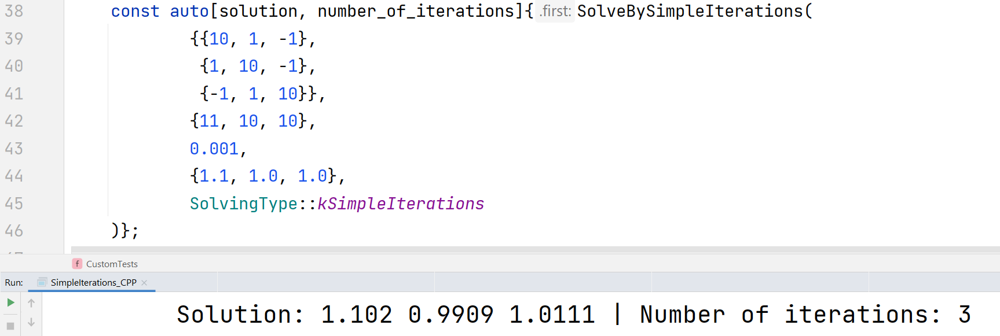 38 const auto[solution, number_of_iterations]{ .first: SolveBySimpleIterations(
39 {{10, 1, -1},
40 {1, 10, -1},
41 {-1, 1, 10}},
42 {11, 10, 10},
43 0.001,
44 {1.1, 1.0, 1.0},
45 SolvingType::kSimpleIterations
46 )};
f CustomTests
Run: SimpleIterations_CPP ×
Solution: 1.102 0.9909 1.0111 | Number of iterations: 3